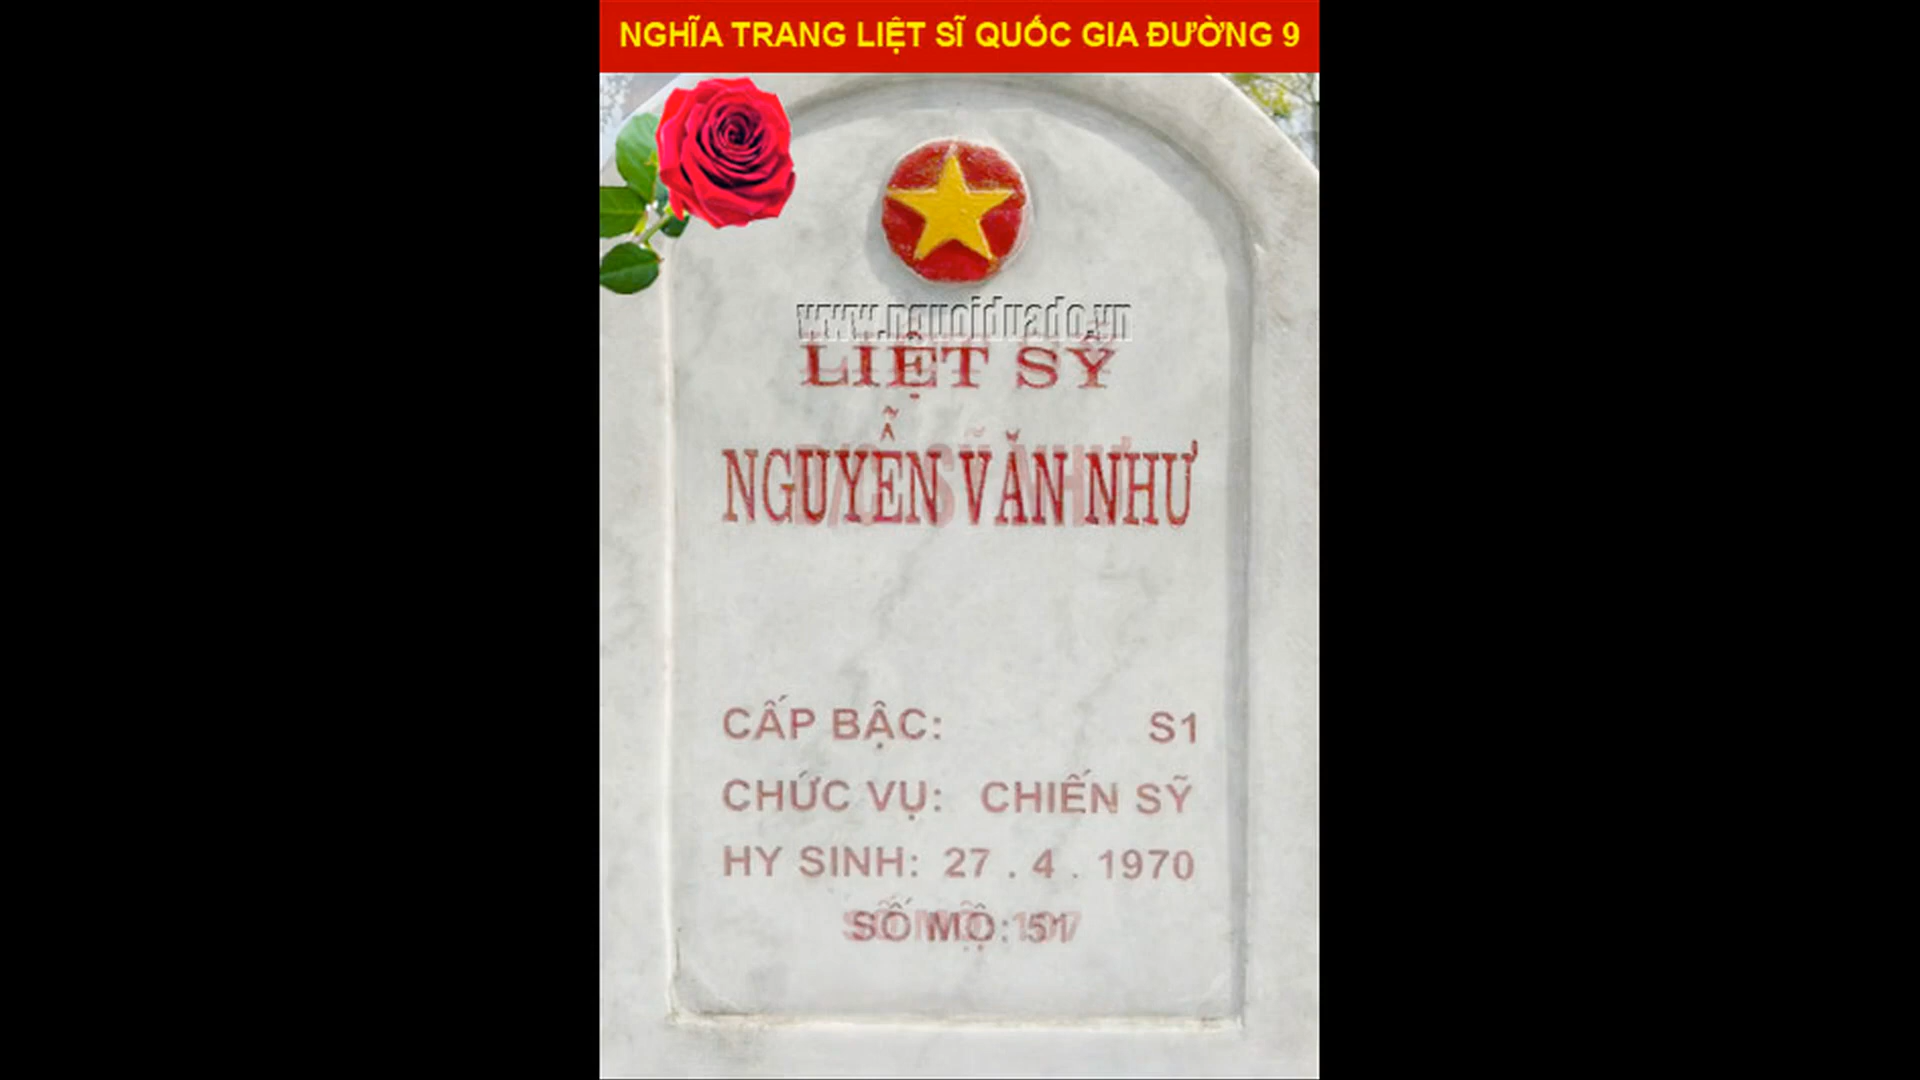 NGHĨA TRANG LIỆT SĨ QUỐC GIA ĐƯỜNG 9
www.nguoiduado.vn
LIỆT SỸ
NGUYỄN VĂN NHƯ
CẤP BẬC: S1
CHỨC VỤ: CHIẾN SỸ
HY SINH: 27 . 4 . 1970
SỐ MỘ: 51